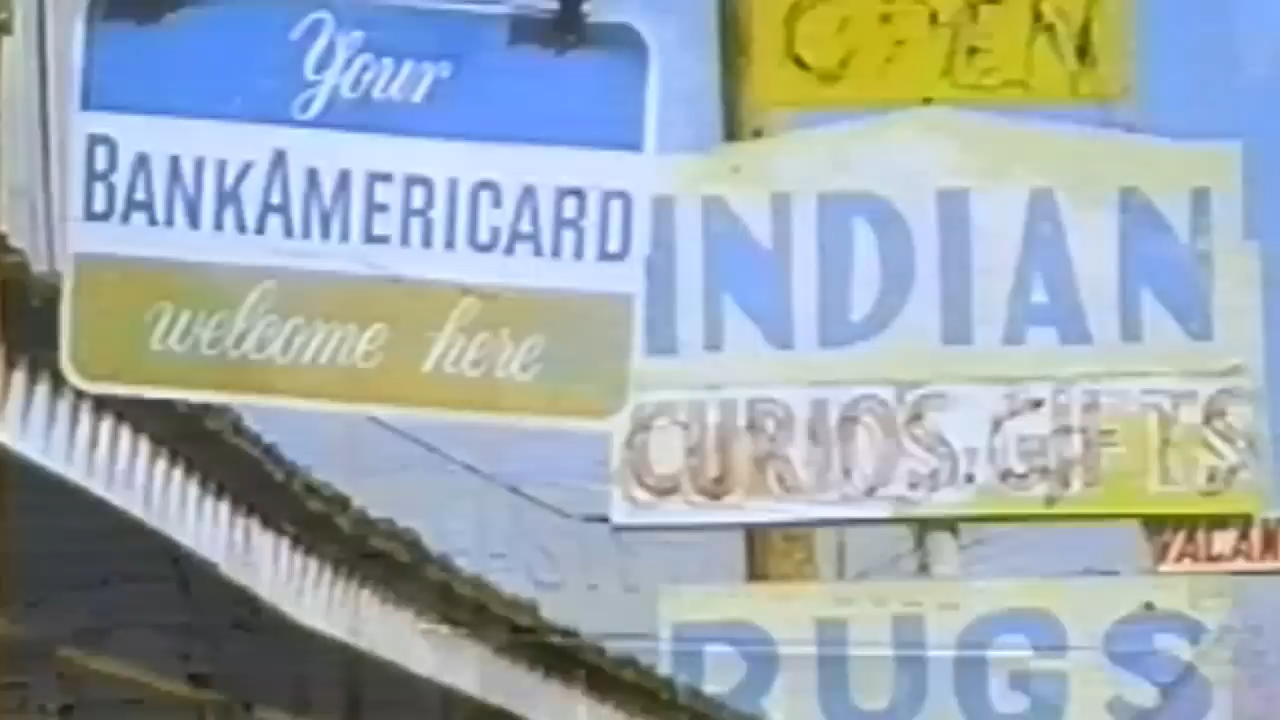 Your
BANKAMERICARD
welcome here
OPEN
INDIAN
CURIOS. GIFTS
RUGS